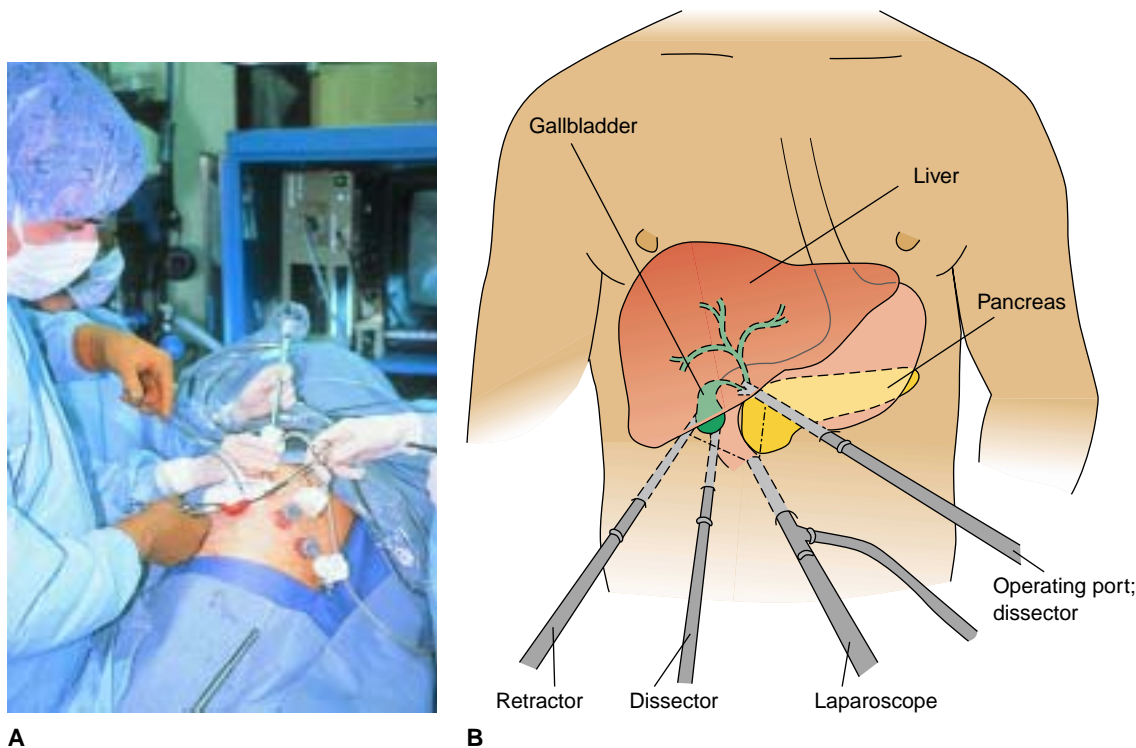 Gallbladder
Liver
Pancreas
Operating port;
dissector
Retractor
Dissector
Laparoscope
A
B